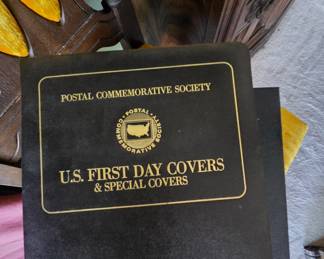 POSTAL COMMEMORATIVE SOCIETY
POSTAL
COMMEMORATIVE SOCIETY
U.S. FIRST DAY COVERS
& SPECIAL COVERS